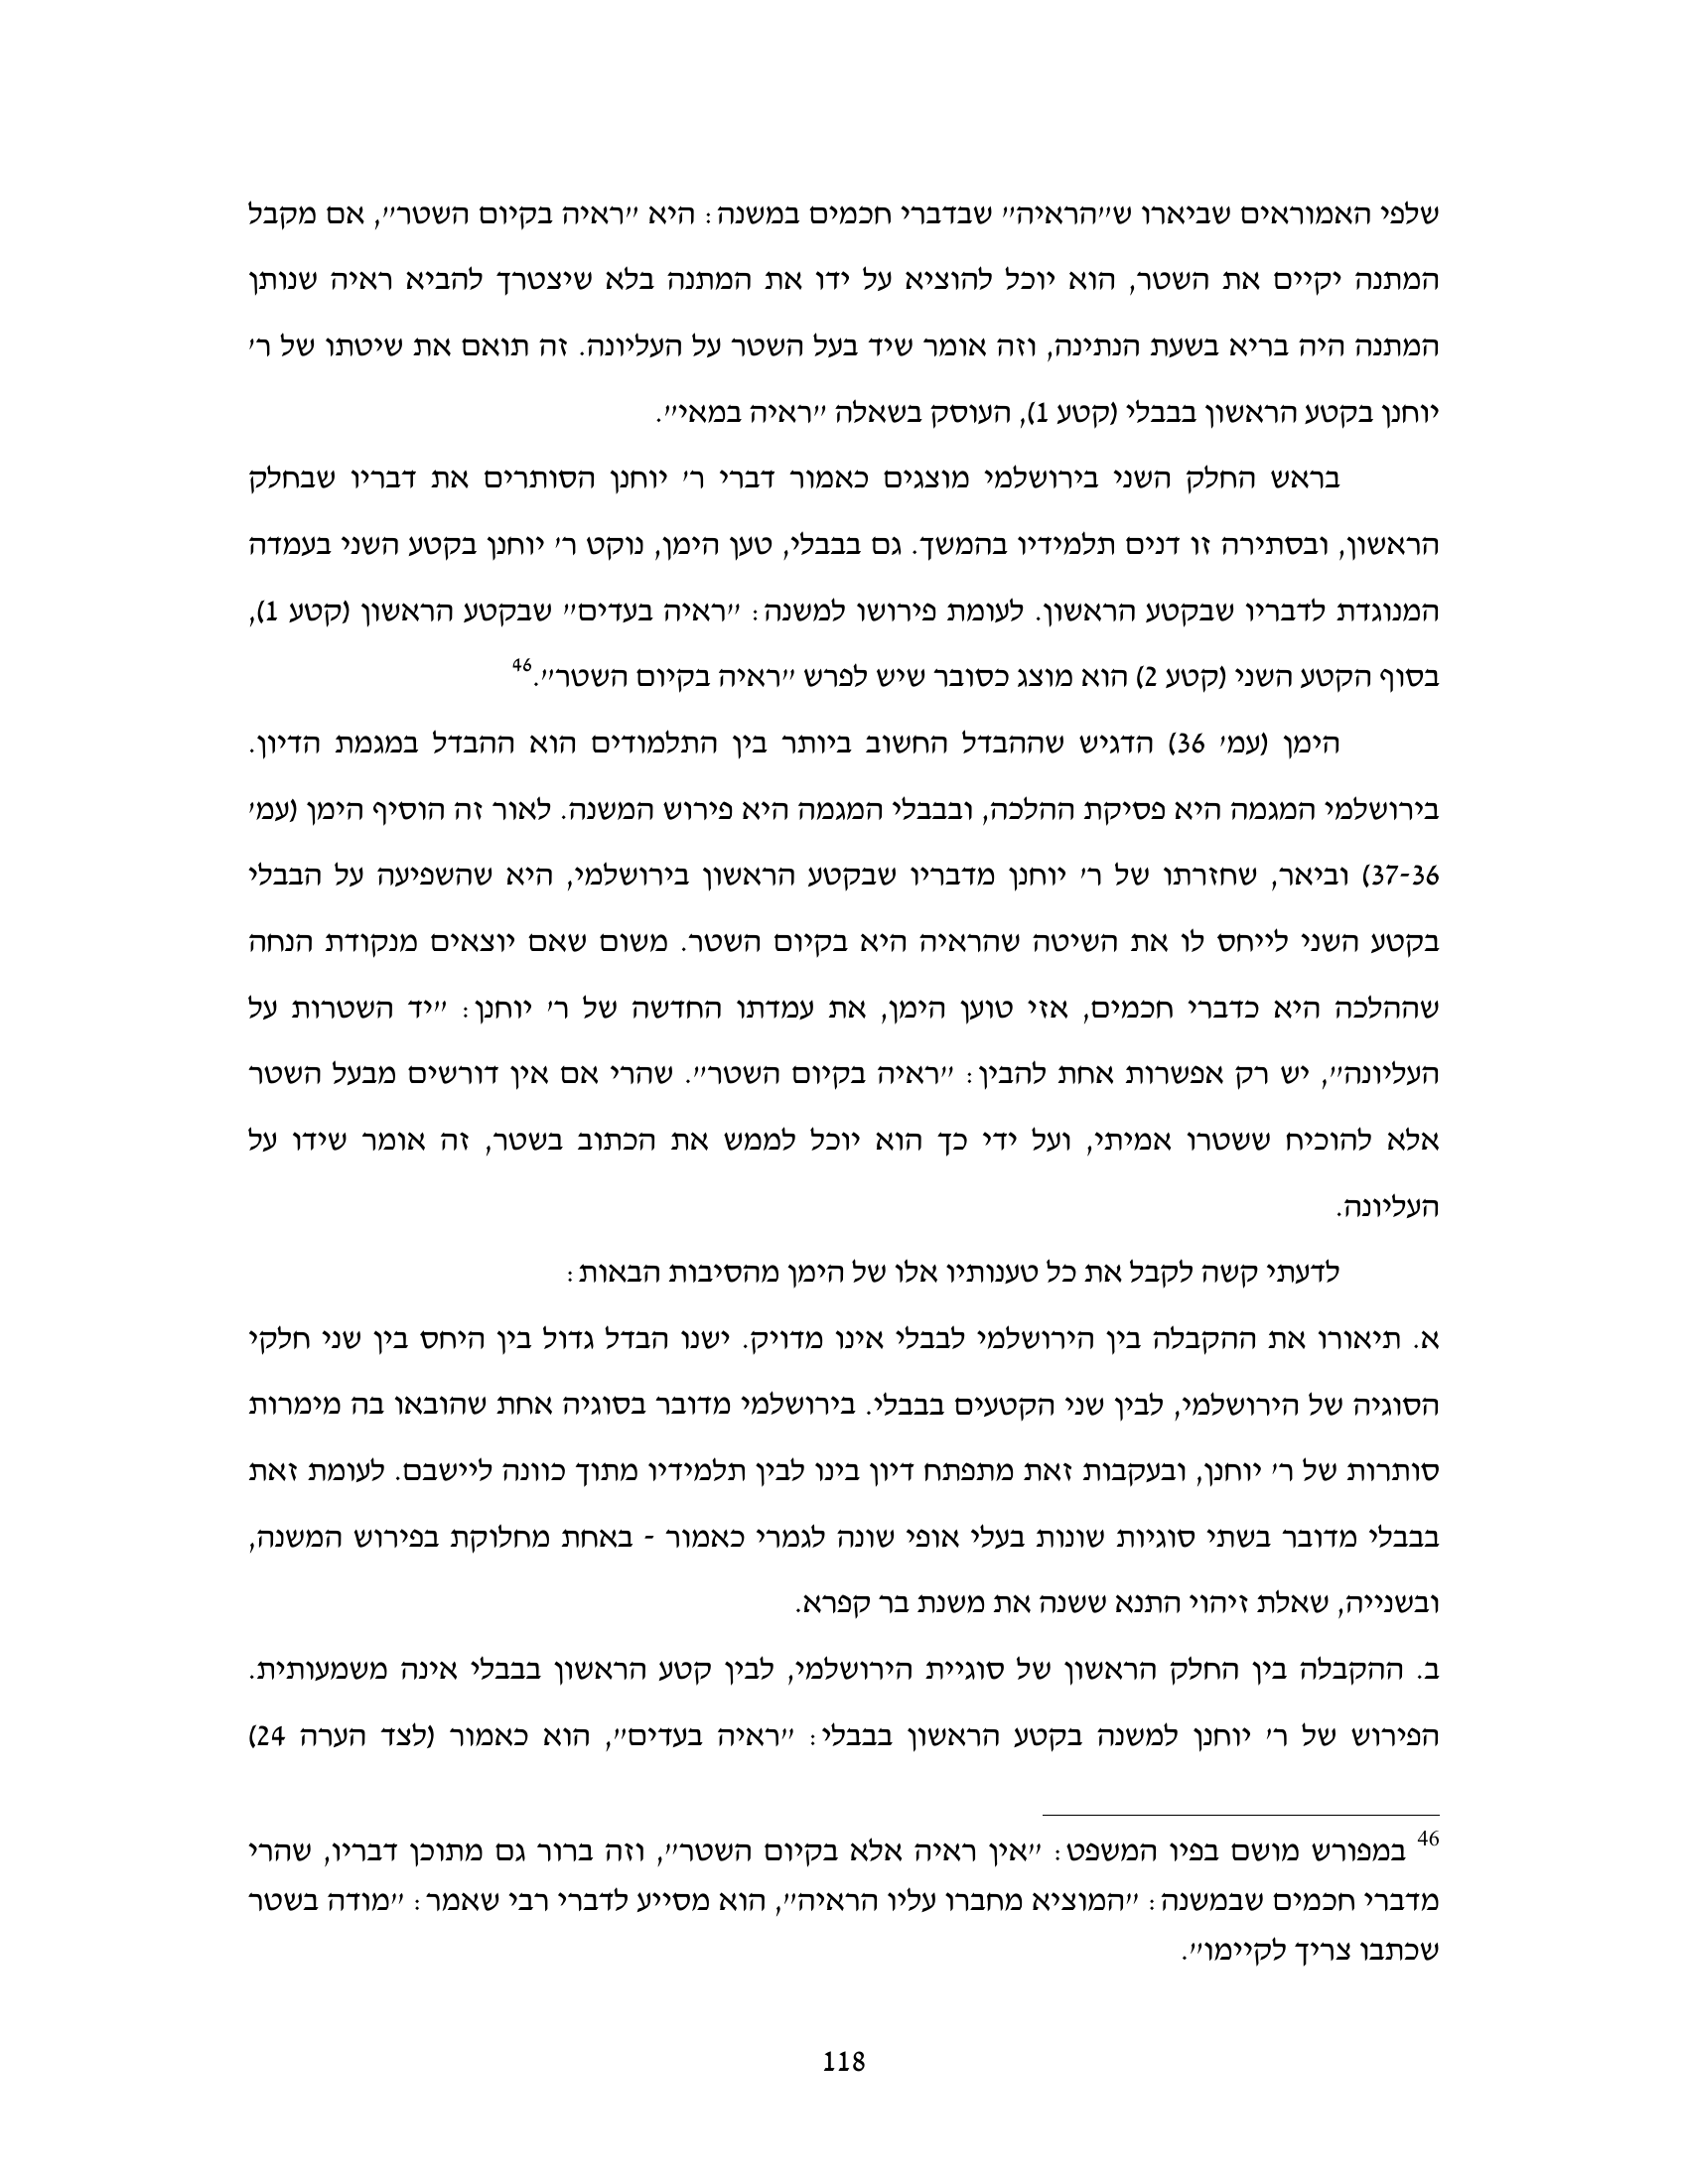 שלפי האמוראים שביארו ש״הראיה״ שבדברי חכמים במשנה: היא ״ראיה בקיום השטר״, אם מקבל
המתנה יקיים את השטר, הוא יוכל להוציא על ידו את המתנה בלא שיצטרך להביא ראיה שנותן
המתנה היה בריא בשעת הנתינה, וזה אומר שיד בעל השטר על העליונה. זה תואם את שיטתו של ר׳
יוחנן בקטע הראשון בבבלי (קטע 1), העוסק בשאלה ״ראיה במאי״.
בראש החלק השני בירושלמי מוצגים כאמור דברי ר׳ יוחנן הסותרים את דבריו שבחלק
הראשון, ובסתירה זו דנים תלמידיו בהמשך. גם בבבלי, טען הימן, נוקט ר׳ יוחנן בקטע השני בעמדה
המנוגדת לדבריו שבקטע הראשון. לעומת פירושו למשנה: ״ראיה בעדים״ שבקטע הראשון (קטע 1),
בסוף הקטע השני (קטע 2) הוא מוצג כסובר שיש לפרש ״ראיה בקיום השטר״.46
הימן (עמ׳ 36) הדגיש שההבדל החשוב ביותר בין התלמודים הוא ההבדל במגמת הדיון.
בירושלמי המגמה היא פסיקת ההלכה, ובבבלי המגמה היא פירוש המשנה. לאור זה הוסיף הימן (עמ׳
37-36) וביאר, שחזרתו של ר׳ יוחנן מדבריו שבקטע הראשון בירושלמי, היא שהשפיעה על הבבלי
בקטע השני לייחס לו את השיטה שהראיה היא בקיום השטר. משום שאם יוצאים מנקודת הנחה
שההלכה היא כדברי חכמים, אזי טוען הימן, את עמדתו החדשה של ר׳ יוחנן: ״יד השטרות על
העליונה״, יש רק אפשרות אחת להבין: ״ראיה בקיום השטר״. שהרי אם אין דורשים מבעל השטר
אלא להוכיח ששטרו אמיתי, ועל ידי כך הוא יוכל לממש את הכתוב בשטר, זה אומר שידו על
העליונה.
לדעתי קשה לקבל את כל טענותיו אלו של הימן מהסיבות הבאות:
א. תיאורו את ההקבלה בין הירושלמי לבבלי אינו מדויק. ישנו הבדל גדול בין היחס בין שני חלקי
הסוגיה של הירושלמי, לבין שני הקטעים בבבלי. בירושלמי מדובר בסוגיה אחת שהובאו בה מימרות
סותרות של ר׳ יוחנן, ובעקבות זאת מתפתח דיון בינו לבין תלמידיו מתוך כוונה ליישבם. לעומת זאת
בבבלי מדובר בשתי סוגיות שונות בעלי אופי שונה לגמרי כאמור - באחת מחלוקת בפירוש המשנה,
ובשנייה, שאלת זיהוי התנא ששנה את משנת בר קפרא.
ב. ההקבלה בין החלק הראשון של סוגיית הירושלמי, לבין קטע הראשון בבבלי אינה משמעותית.
הפירוש של ר׳ יוחנן למשנה בקטע הראשון בבבלי: ״ראיה בעדים״, הוא כאמור (לצד הערה 24)
46 במפורש מושם בפיו המשפט: ״אין ראיה אלא בקיום השטר״, וזה ברור גם מתוכן דבריו, שהרי
מדברי חכמים שבמשנה: ״המוציא מחברו עליו הראיה״, הוא מסייע לדברי רבי שאמר: ״מודה בשטר
שכתבו צריך לקיימו״.
118